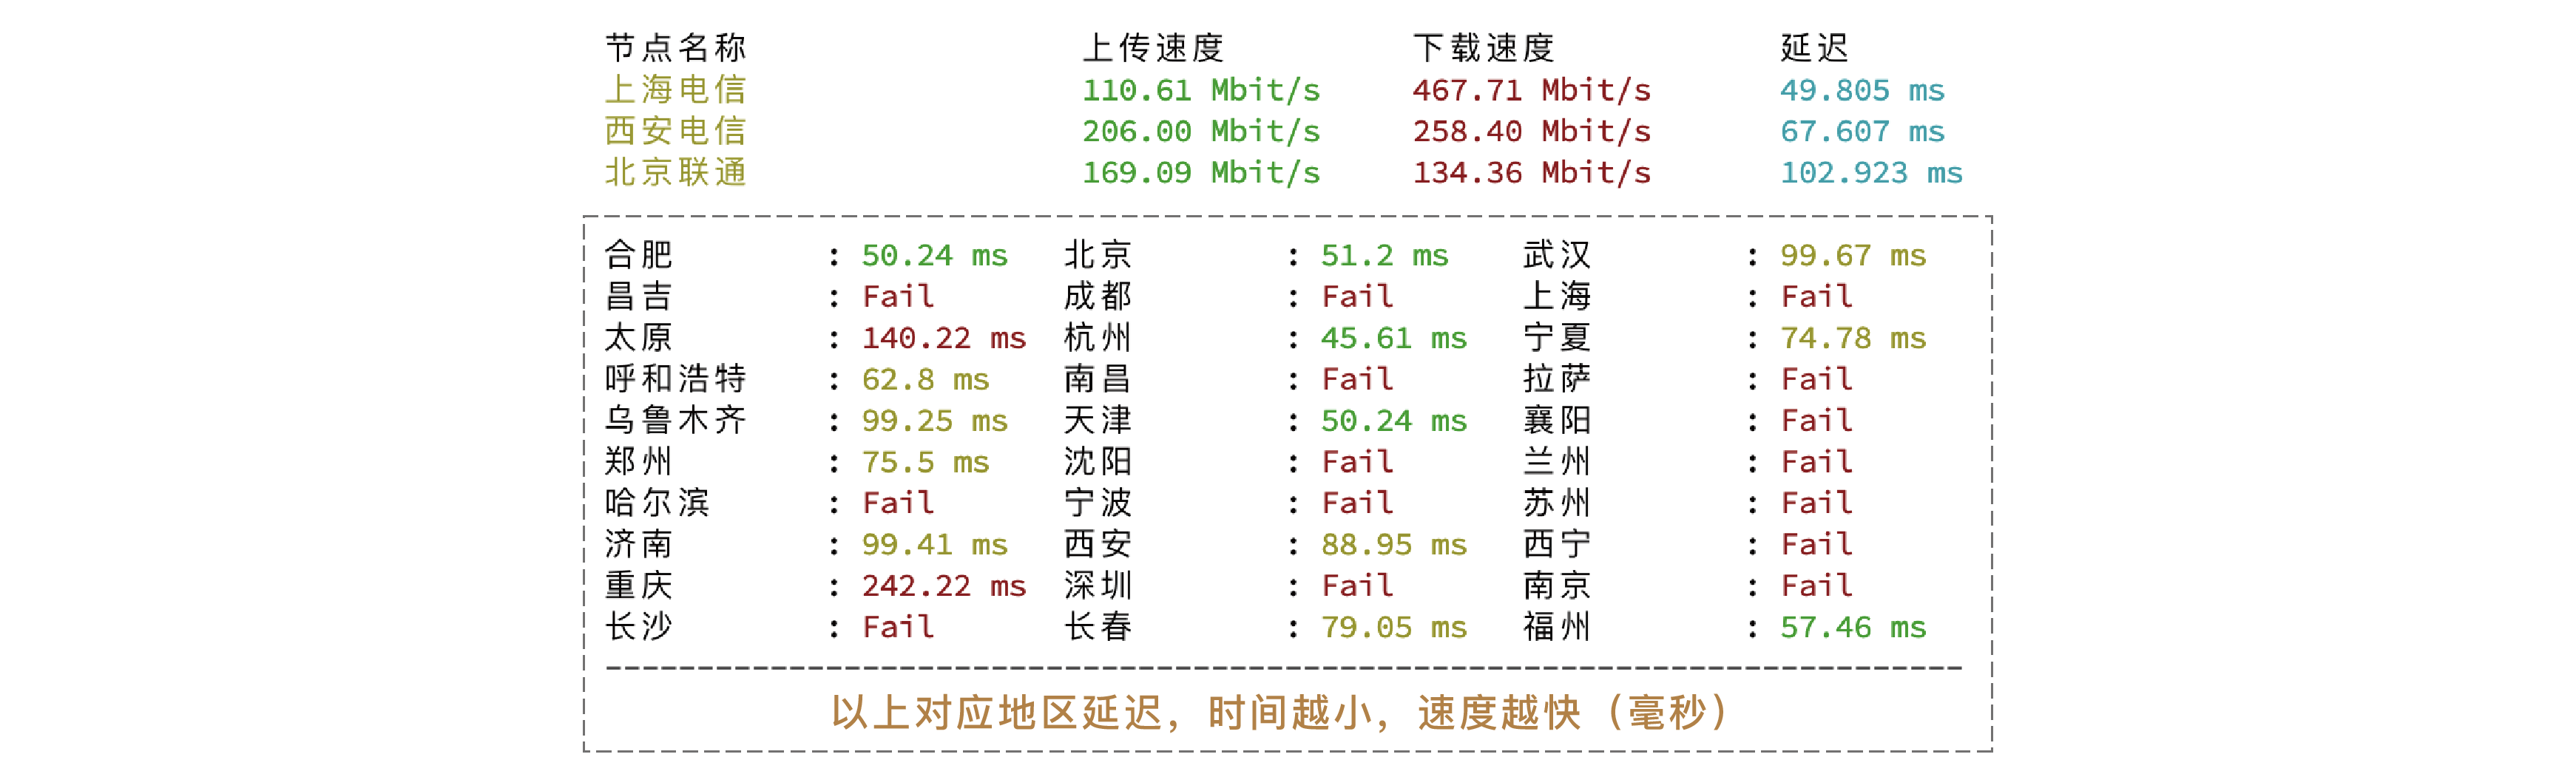 节点名称 上传速度 下载速度 延迟
上海电信 110.61 Mbit/s 467.71 Mbit/s 49.805 ms
西安电信 206.00 Mbit/s 258.40 Mbit/s 67.607 ms
北京联通 169.09 Mbit/s 134.36 Mbit/s 102.923 ms
合肥 : 50.24 ms 北京 : 51.2 ms 武汉 : 99.67 ms
昌吉 : Fail 成都 : Fail 上海 : Fail
太原 : 140.22 ms 杭州 : 45.61 ms 宁夏 : 74.78 ms
呼和浩特 : 62.8 ms 南昌 : Fail 拉萨 : Fail
乌鲁木齐 : 99.25 ms 天津 : 50.24 ms 襄阳 : Fail
郑州 : 75.5 ms 沈阳 : Fail 兰州 : Fail
哈尔滨 : Fail 宁波 : Fail 苏州 : Fail
济南 : 99.41 ms 西安 : 88.95 ms 西宁 : Fail
重庆 : 242.22 ms 深圳 : Fail 南京 : Fail
长沙 : Fail 长春 : 79.05 ms 福州 : 57.46 ms
以上对应地区延迟，时间越小，速度越快（毫秒）